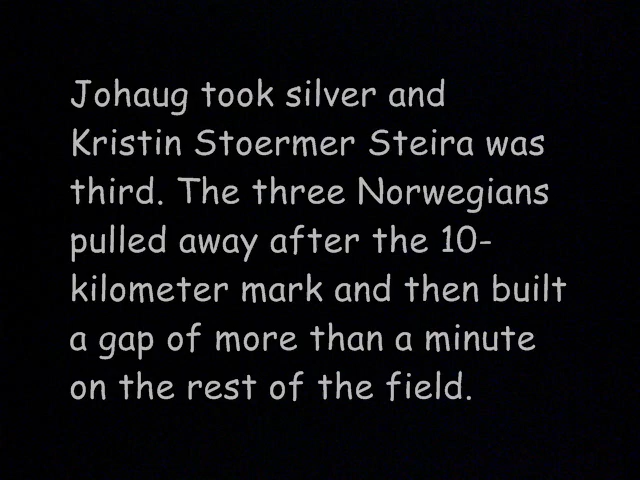 Johaug took silver and
Kristin Stoermer Steira was
third. The three Norwegians
pulled away after the 10-
kilometer mark and then built
a gap of more than a minute
on the rest of the field.